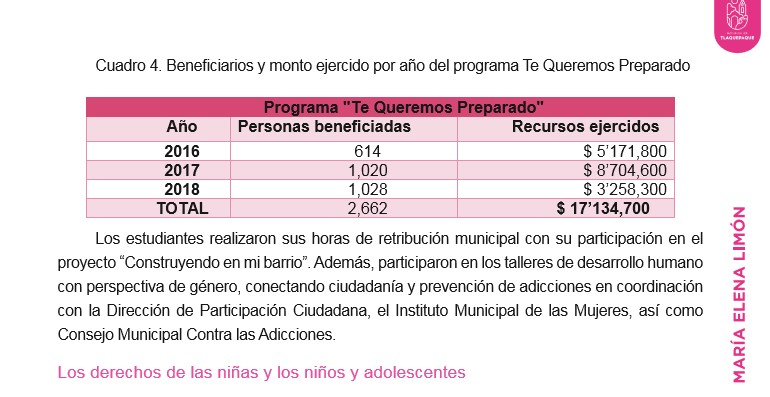 TLAQUEPAQUE
Cuadro 4. Beneficiarios y monto ejercido por año del programa Te Queremos Preparado
Programa "Te Queremos Preparado"
Año Personas beneficiadas Recursos ejercidos
2016 614 $ 5’171,800
2017 1,020 $ 8’704,600
2018 1,028 $ 3’258,300
TOTAL 2,662 $ 17’134,700
Los estudiantes realizaron sus horas de retribución municipal con su participación en el
proyecto “Construyendo en mi barrio”. Además, participaron en los talleres de desarrollo humano
con perspectiva de género, conectando ciudadanía y prevención de adicciones en coordinación
con la Dirección de Participación Ciudadana, el Instituto Municipal de las Mujeres, así como
Consejo Municipal Contra las Adicciones.
Los derechos de las niñas y los niños y adolescentes
MARÍA ELENA LIMÓN